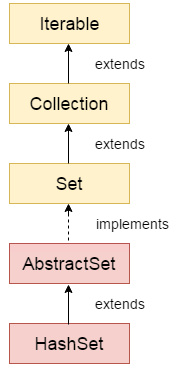 Iterable
extends
Collection
extends
Set
implements
AbstractSet
extends
HashSet